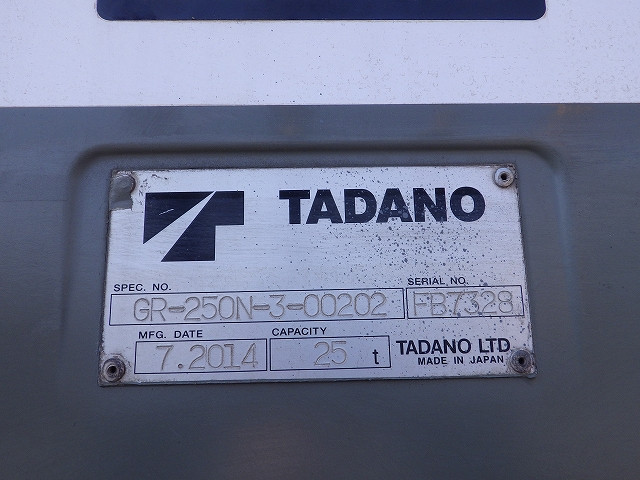 TADANO
SPEC. NO.
GR-250N-3-00202
SERIAL NO.
FB7328
MFG. DATE
7.2014
CAPACITY
25 t
TADANO LTD
MADE IN JAPAN